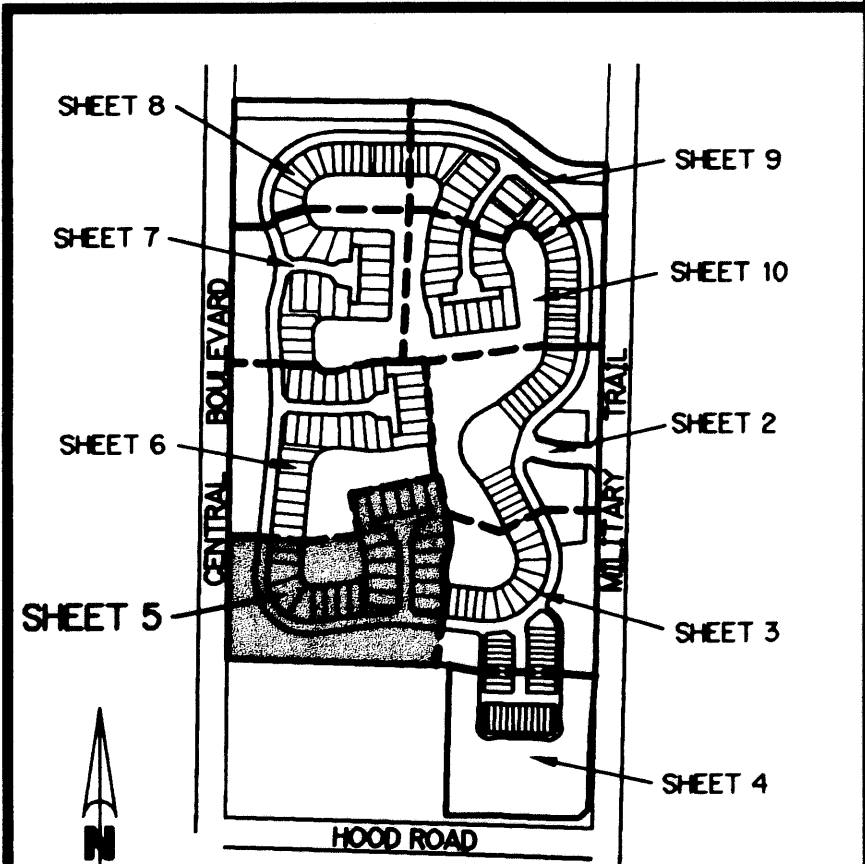 SHEET 8
SHEET 9
SHEET 7
SHEET 10
CENTRAL BOULEVARD
MILITARY TRAIL
SHEET 2
SHEET 6
SHEET 5
SHEET 3
SHEET 4
HOOD ROAD
N